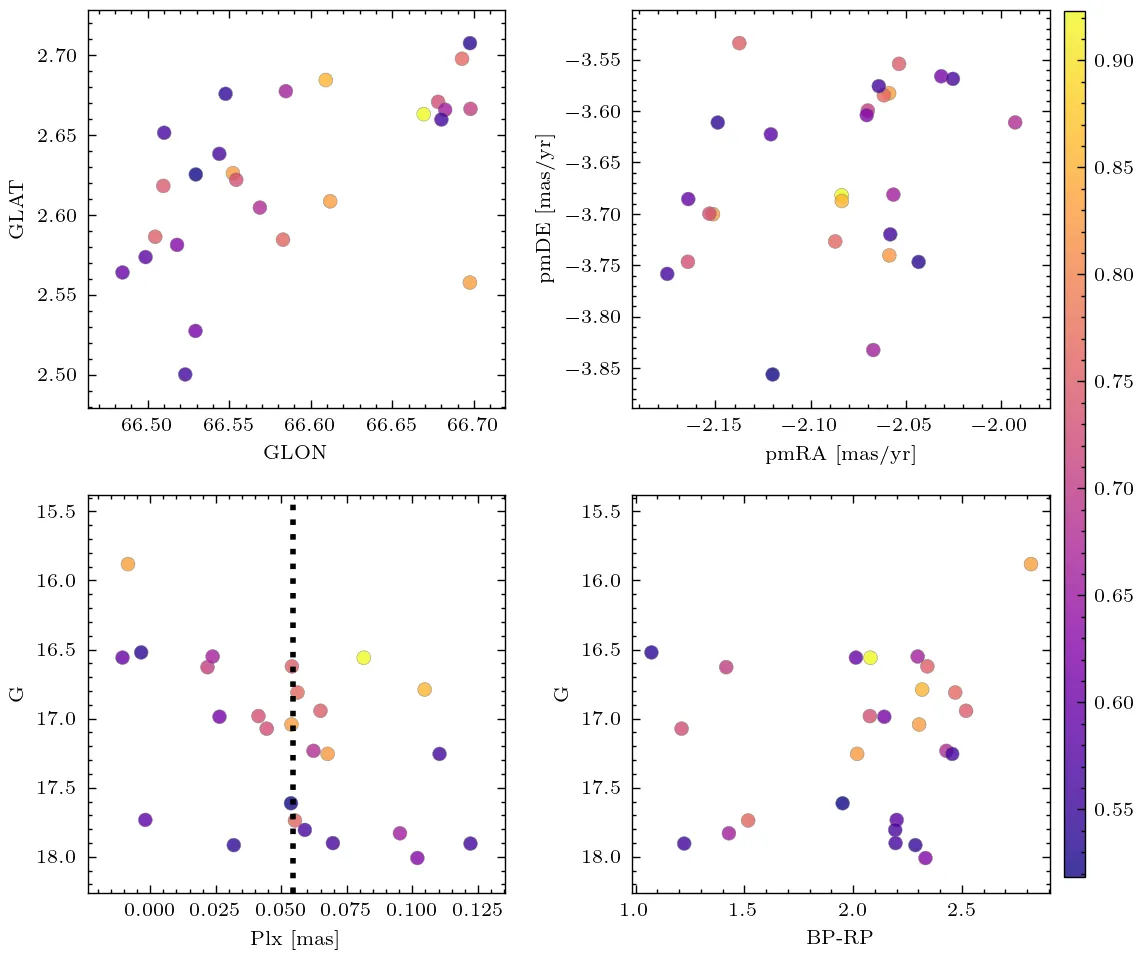 2.70
2.65
2.60
2.55
2.50
GLAT
66.50 66.55 66.60 66.65 66.70
GLON
−3.55
−3.60
−3.65
−3.70
−3.75
−3.80
−3.85
pmDE [mas/yr]
−2.15 −2.10 −2.05 −2.00
pmRA [mas/yr]
15.5
16.0
16.5
17.0
17.5
18.0
G
0.000 0.025 0.050 0.075 0.100 0.125
Plx [mas]
15.5
16.0
16.5
17.0
17.5
18.0
G
1.0 1.5 2.0 2.5
BP-RP
0.90
0.85
0.80
0.75
0.70
0.65
0.60
0.55